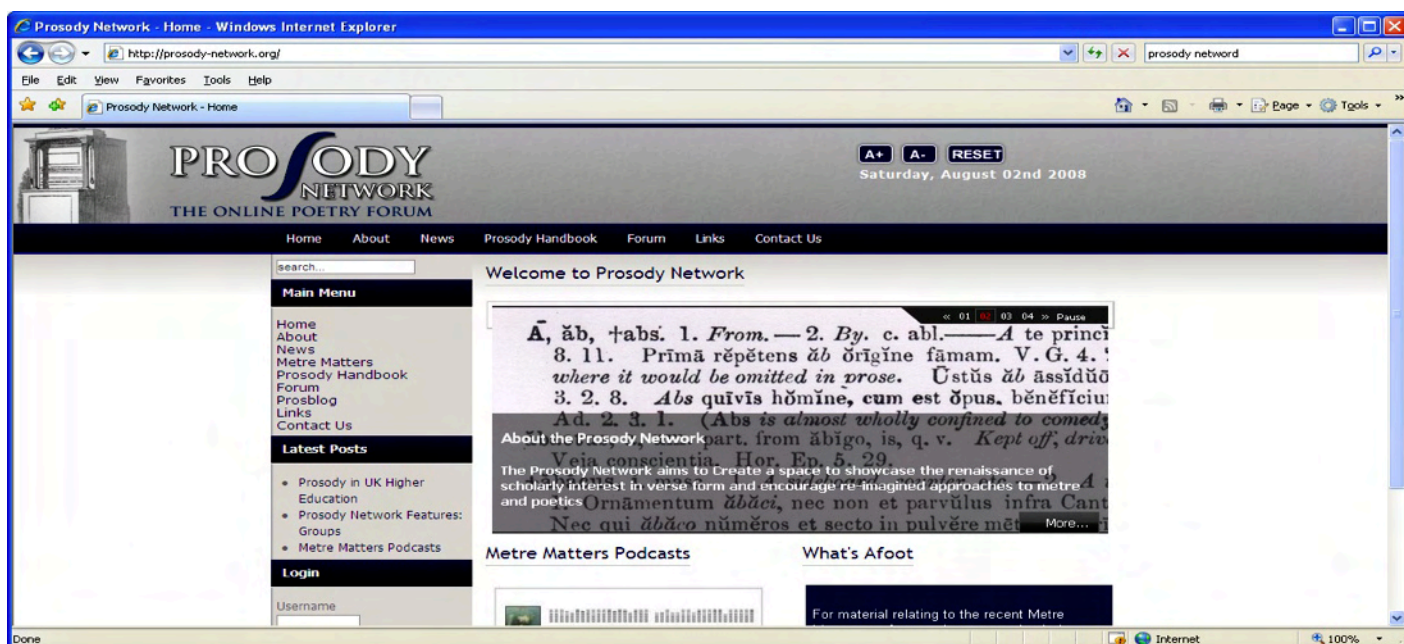 Prosody Network - Home - Windows Internet Explorer
http://prosody-network.org/
prosody netword
File Edit View Favorites Tools Help
Prosody Network - Home
Page Tools
PROSODY
NETWORK
THE ONLINE POETRY FORUM
A+ A- RESET
Saturday, August 02nd 2008
Home About News Prosody Handbook Forum Links Contact Us
search...
Main Menu
Home
About
News
Metre Matters
Prosody Handbook
Forum
Prosblog
Links
Contact Us
Latest Posts
Prosody in UK Higher
Education
Prosody Network Features:
Groups
Metre Matters Podcasts
Login
Username
Welcome to Prosody Network
« 01 02 03 04 » Pause
Ā, ăb, †abs. 1. From. — 2. By. c. abl. — A te princĭ
8. 11. Prīmā rĕpĕtens ăb ŏrīgĭne fāmam. V. G. 4.
where it would be omitted in prose. Ūstŭs ăb āssĭdŭō
3. 2. 8. Abs quīvīs hŏmĭne, cum est ŏpus, bĕnĕfĭciu
Ad. 2. 3. 1. (Abs is almost wholly confined to comedy
part. from ăbĭgo, is, q. v. Kept off, driv
Veia conscientia. Hor. Ep. 5. 29.
Ornāmentum ăbăci, nec non et parvŭlus infra Cant
Nec qui ăbăco nŭmĕros et secto in pulvĕre
About the Prosody Network
The Prosody Network aims to Create a space to showcase the renaissance of
scholarly interest in verse form and encourage re-imagined approaches to metre
and poetics
More...
Metre Matters Podcasts
What's Afoot
For material relating to the recent Metre
Done
Internet
100%